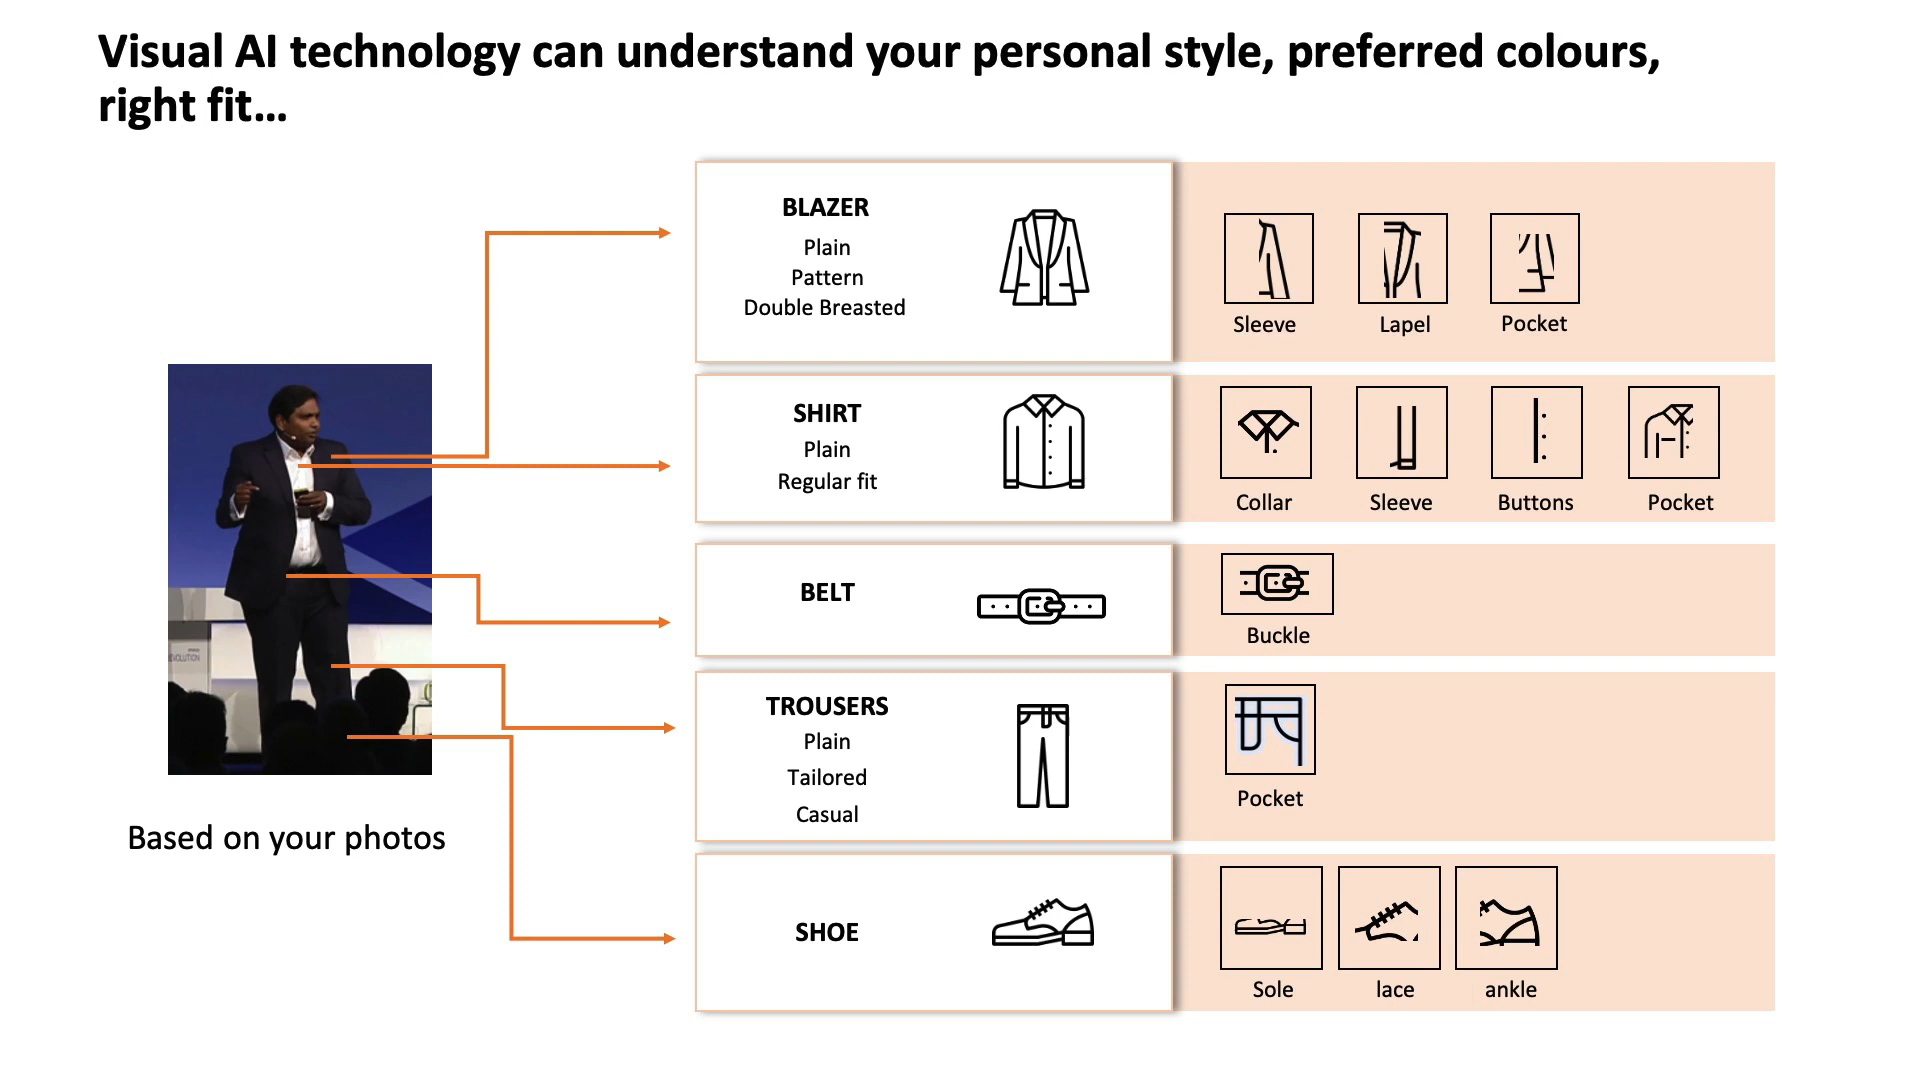 Visual AI technology can understand your personal style, preferred colours,
right fit...
BLAZER
Plain
Pattern
Double Breasted
Sleeve
Lapel
Pocket
SHIRT
Plain
Regular fit
Collar
Sleeve
Buttons
Pocket
BELT
Buckle
TROUSERS
Plain
Tailored
Casual
Pocket
SHOE
Sole
lace
ankle
Based on your photos